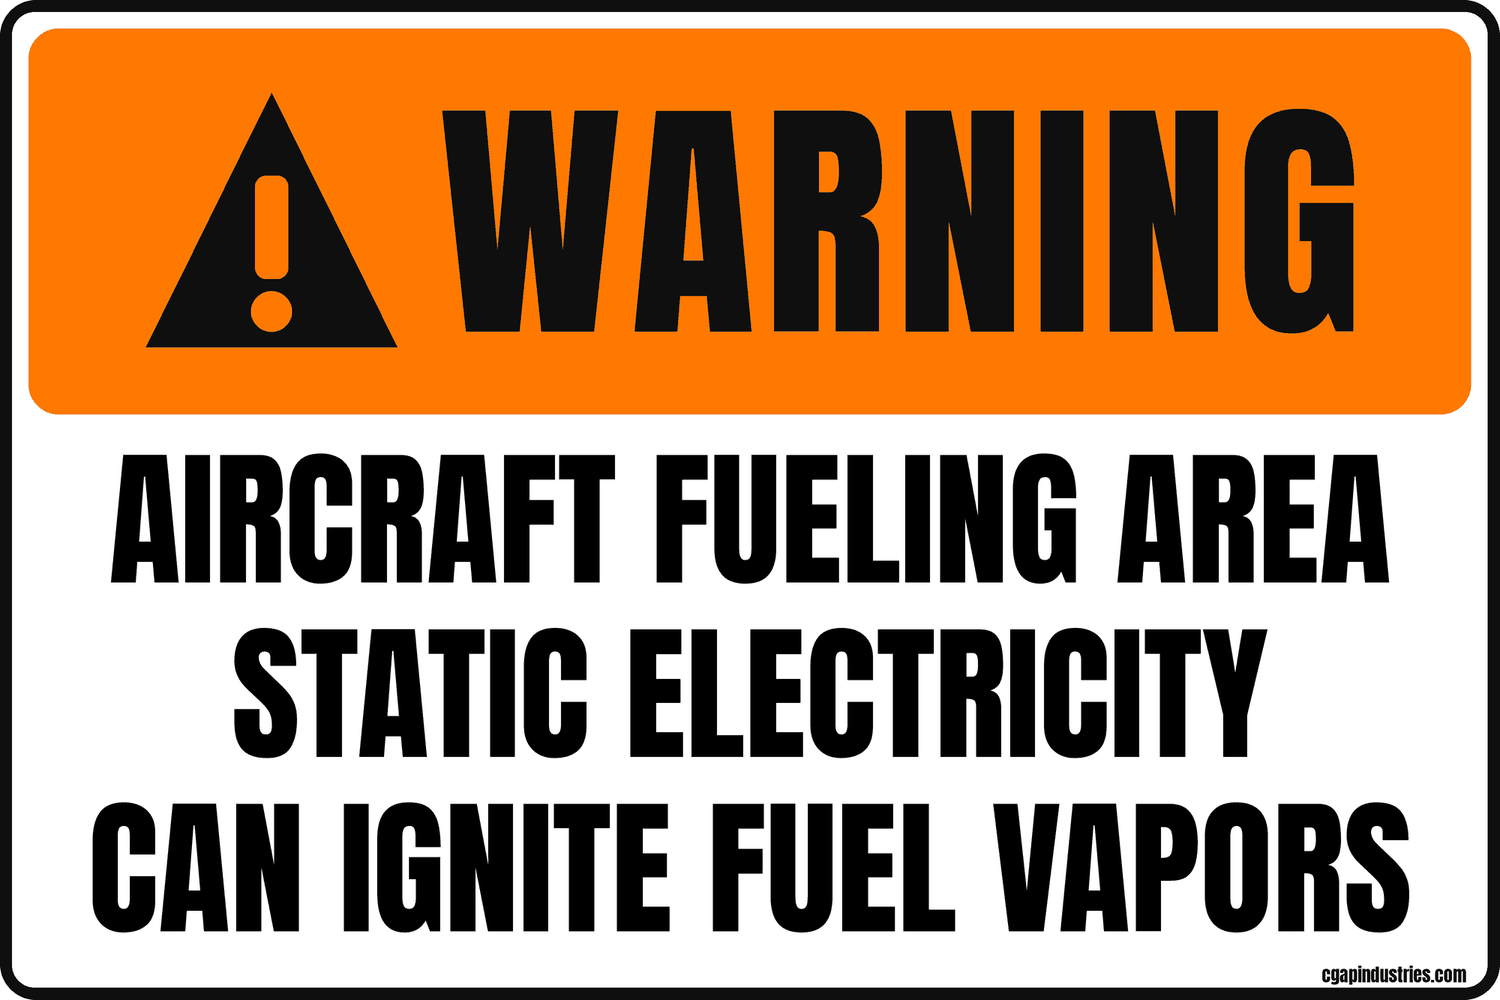 WARNING
AIRCRAFT FUELING AREA
STATIC ELECTRICITY
CAN IGNITE FUEL VAPORS
cgapindustries.com